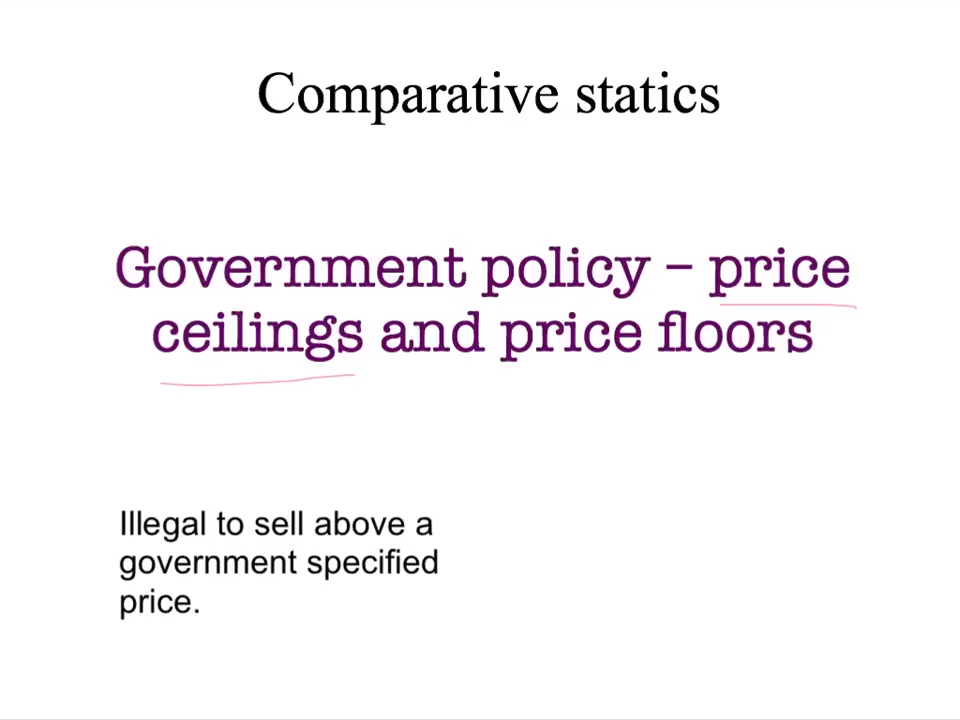 Comparative statics
Government policy – price
ceilings and price floors
Illegal to sell above a
government specified
price.